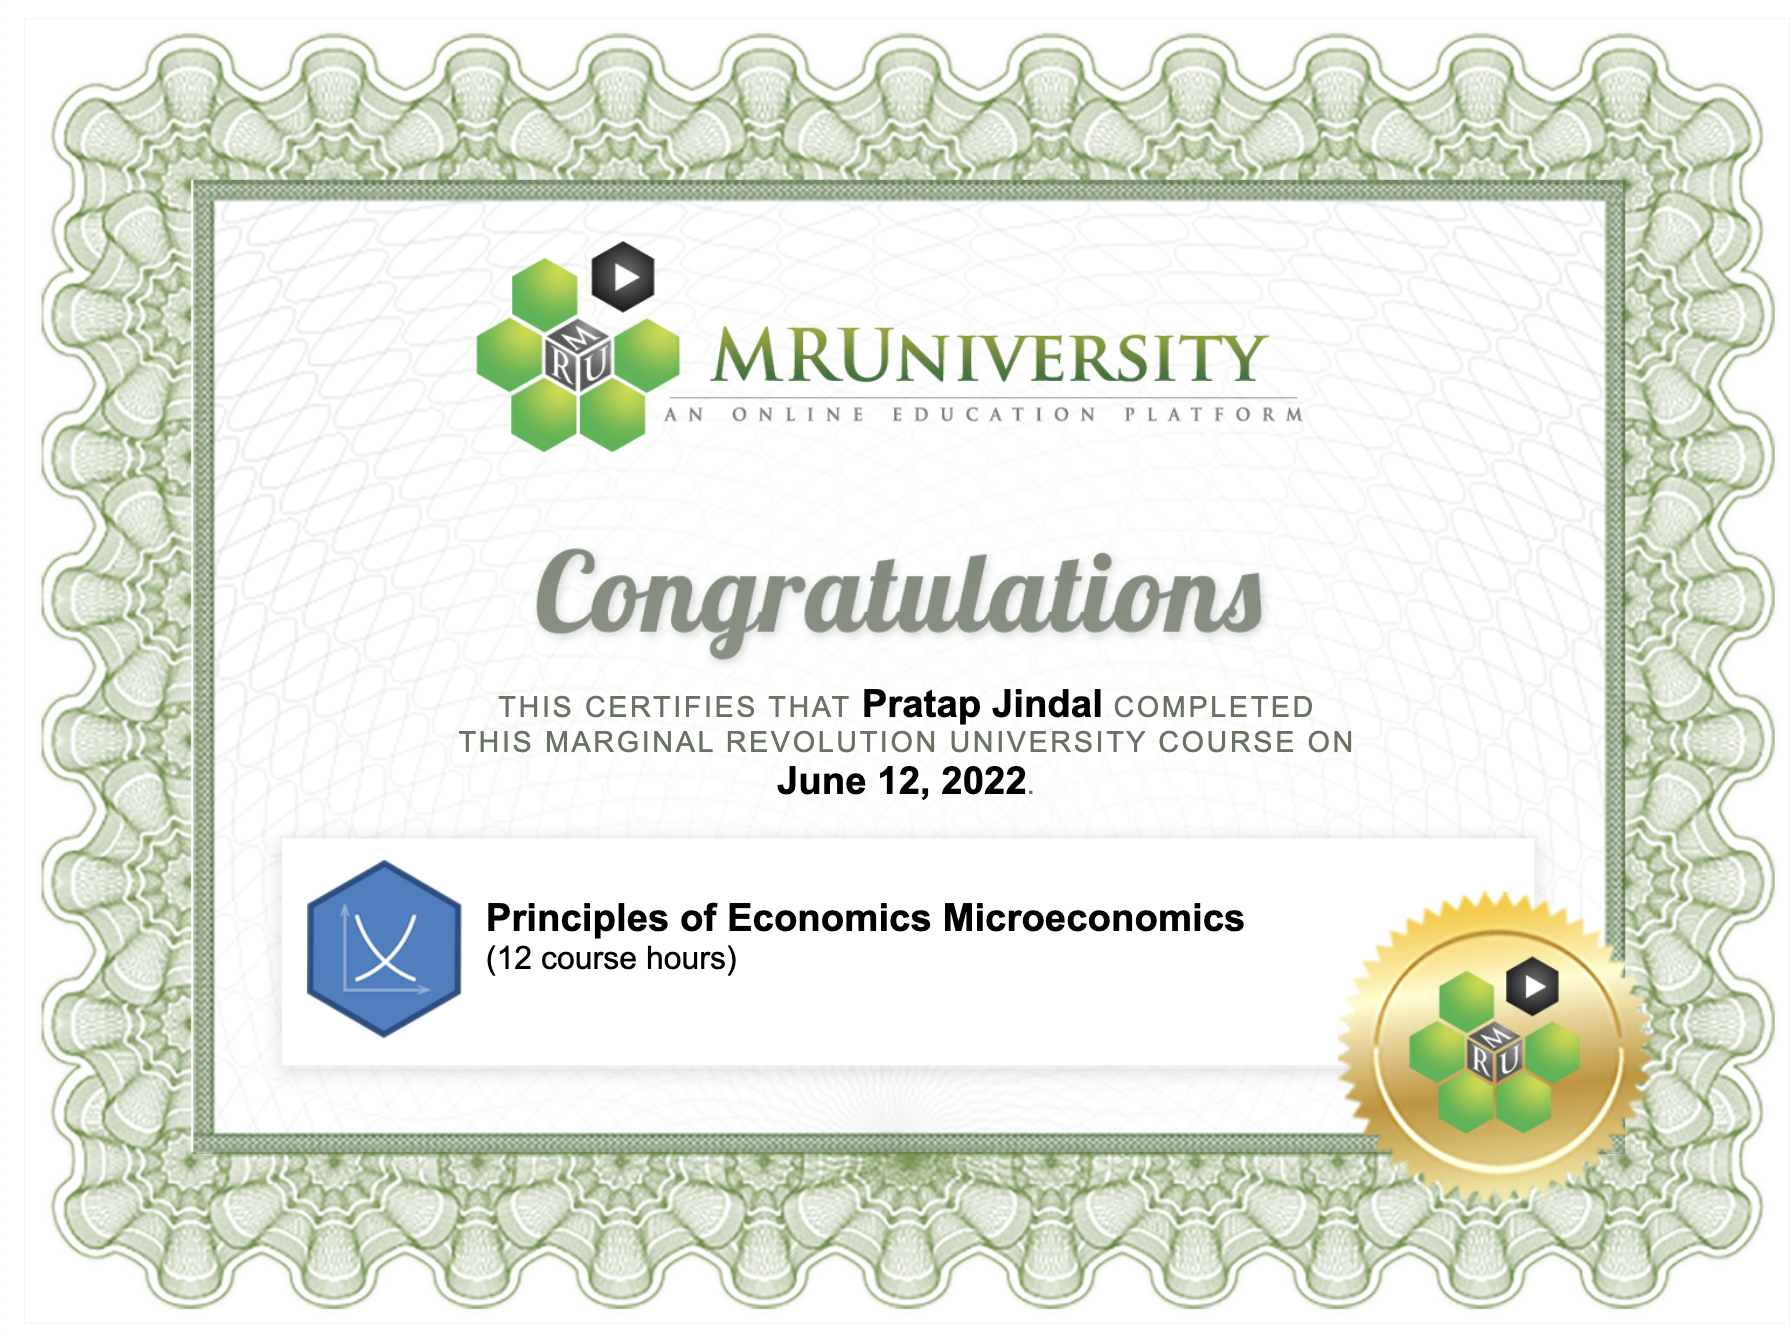 M
R U
MRUNIVERSITY
AN ONLINE EDUCATION PLATFORM
Congratulations
THIS CERTIFIES THAT Pratap Jindal COMPLETED
THIS MARGINAL REVOLUTION UNIVERSITY COURSE ON
June 12, 2022.
Principles of Economics Microeconomics
(12 course hours)
M
R U